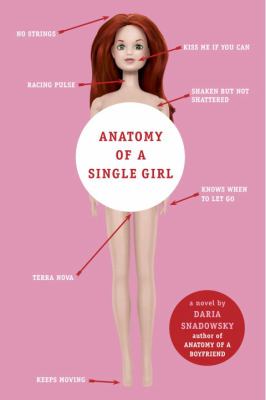 NO STRINGS
KISS ME IF YOU CAN
RACING PULSE
SHAKEN BUT NOT
SHATTERED
ANATOMY
OF A
SINGLE GIRL
KNOWS WHEN
TO LET GO
TERRA NOVA
a novel by
DARIA
SNADOWSKY
author of
ANATOMY OF A
BOYFRIEND
KEEPS MOVING